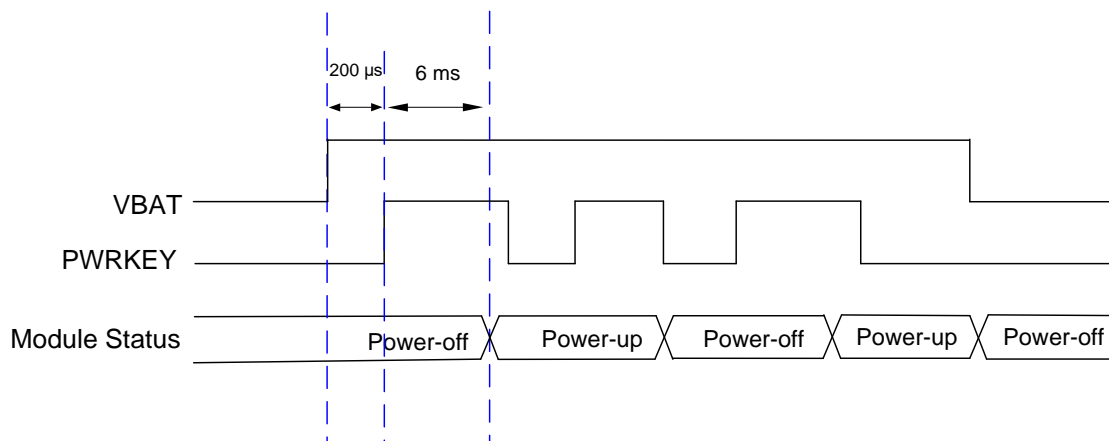 200 µs
6 ms
VBAT
PWRKEY
Module Status
Power-off
Power-up
Power-off
Power-up
Power-off